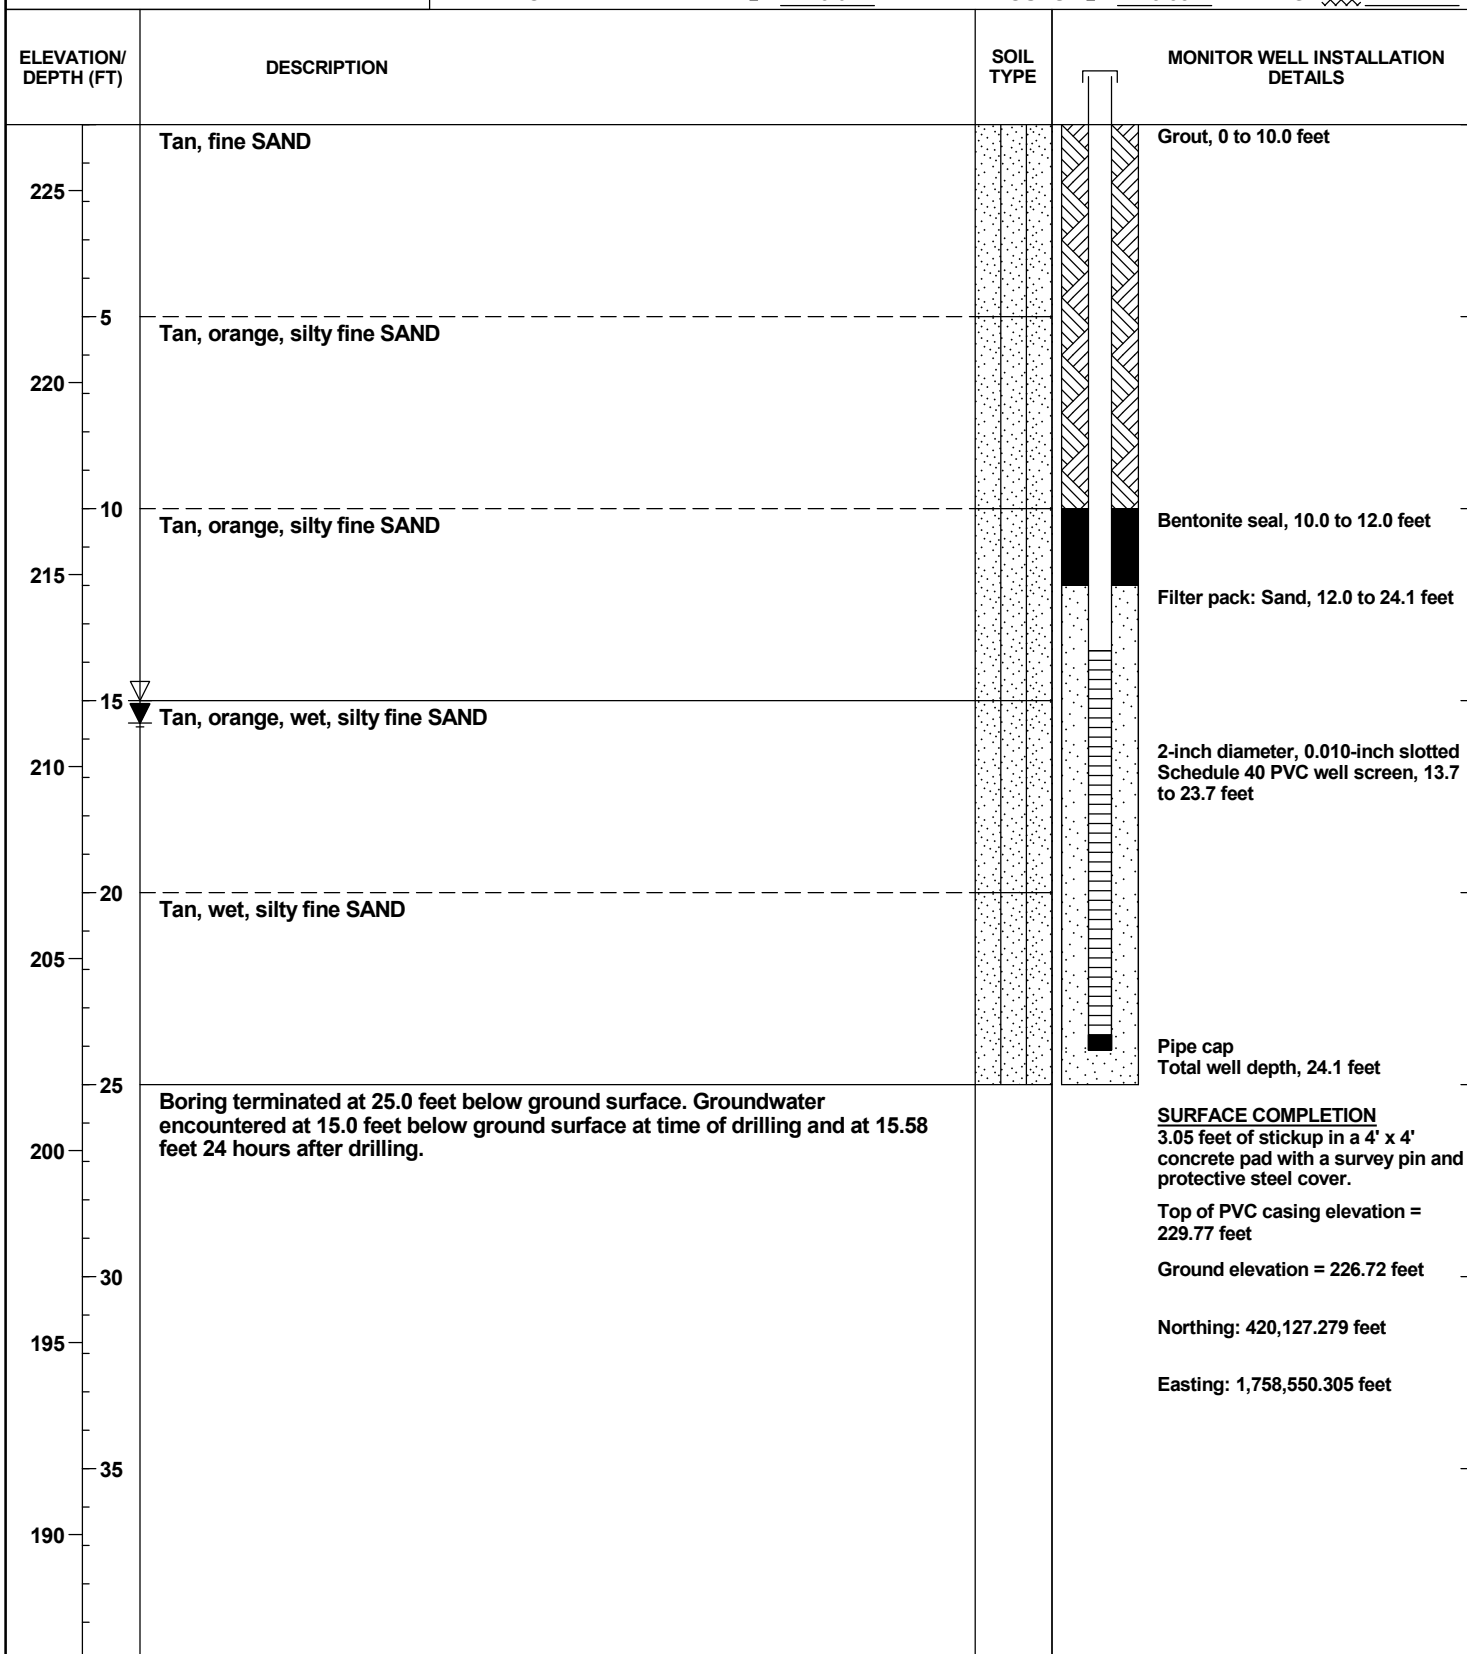 ELEVATION/
DEPTH (FT)
DESCRIPTION
SOIL
TYPE
MONITOR WELL INSTALLATION
DETAILS
Tan, fine SAND
Grout, 0 to 10.0 feet
225
5
Tan, orange, silty fine SAND
220
10
Tan, orange, silty fine SAND
Bentonite seal, 10.0 to 12.0 feet
215
Filter pack: Sand, 12.0 to 24.1 feet
15
Tan, orange, wet, silty fine SAND
2-inch diameter, 0.010-inch slotted
Schedule 40 PVC well screen, 13.7
to 23.7 feet
210
20
Tan, wet, silty fine SAND
205
Pipe cap
Total well depth, 24.1 feet
25
Boring terminated at 25.0 feet below ground surface. Groundwater
encountered at 15.0 feet below ground surface at time of drilling and at 15.58
feet 24 hours after drilling.
SURFACE COMPLETION
3.05 feet of stickup in a 4' x 4'
concrete pad with a survey pin and
protective steel cover.
200
Top of PVC casing elevation =
229.77 feet
30
Ground elevation = 226.72 feet
195
Northing: 420,127.279 feet
Easting: 1,758,550.305 feet
35
190